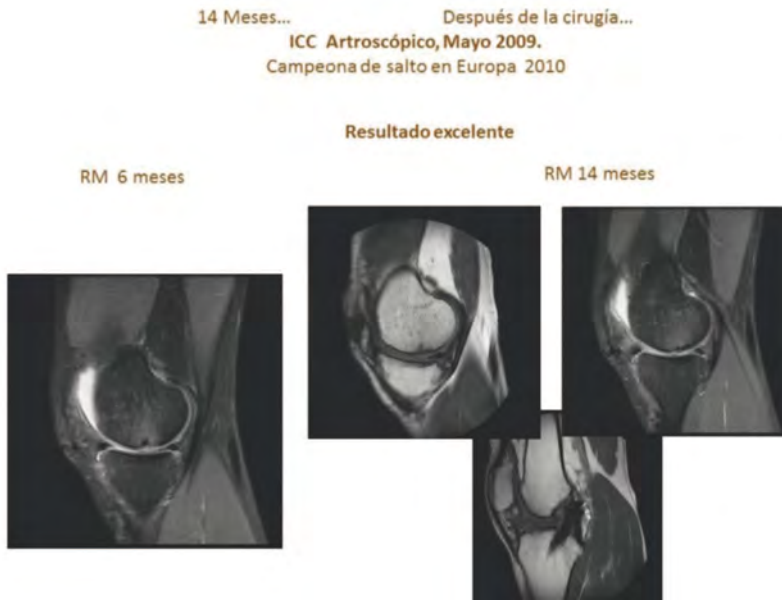 14 Meses... Después de la cirugía...
ICC Artroscópico, Mayo 2009.
Campeona de salto en Europa 2010
Resultado excelente
RM 6 meses
RM 14 meses